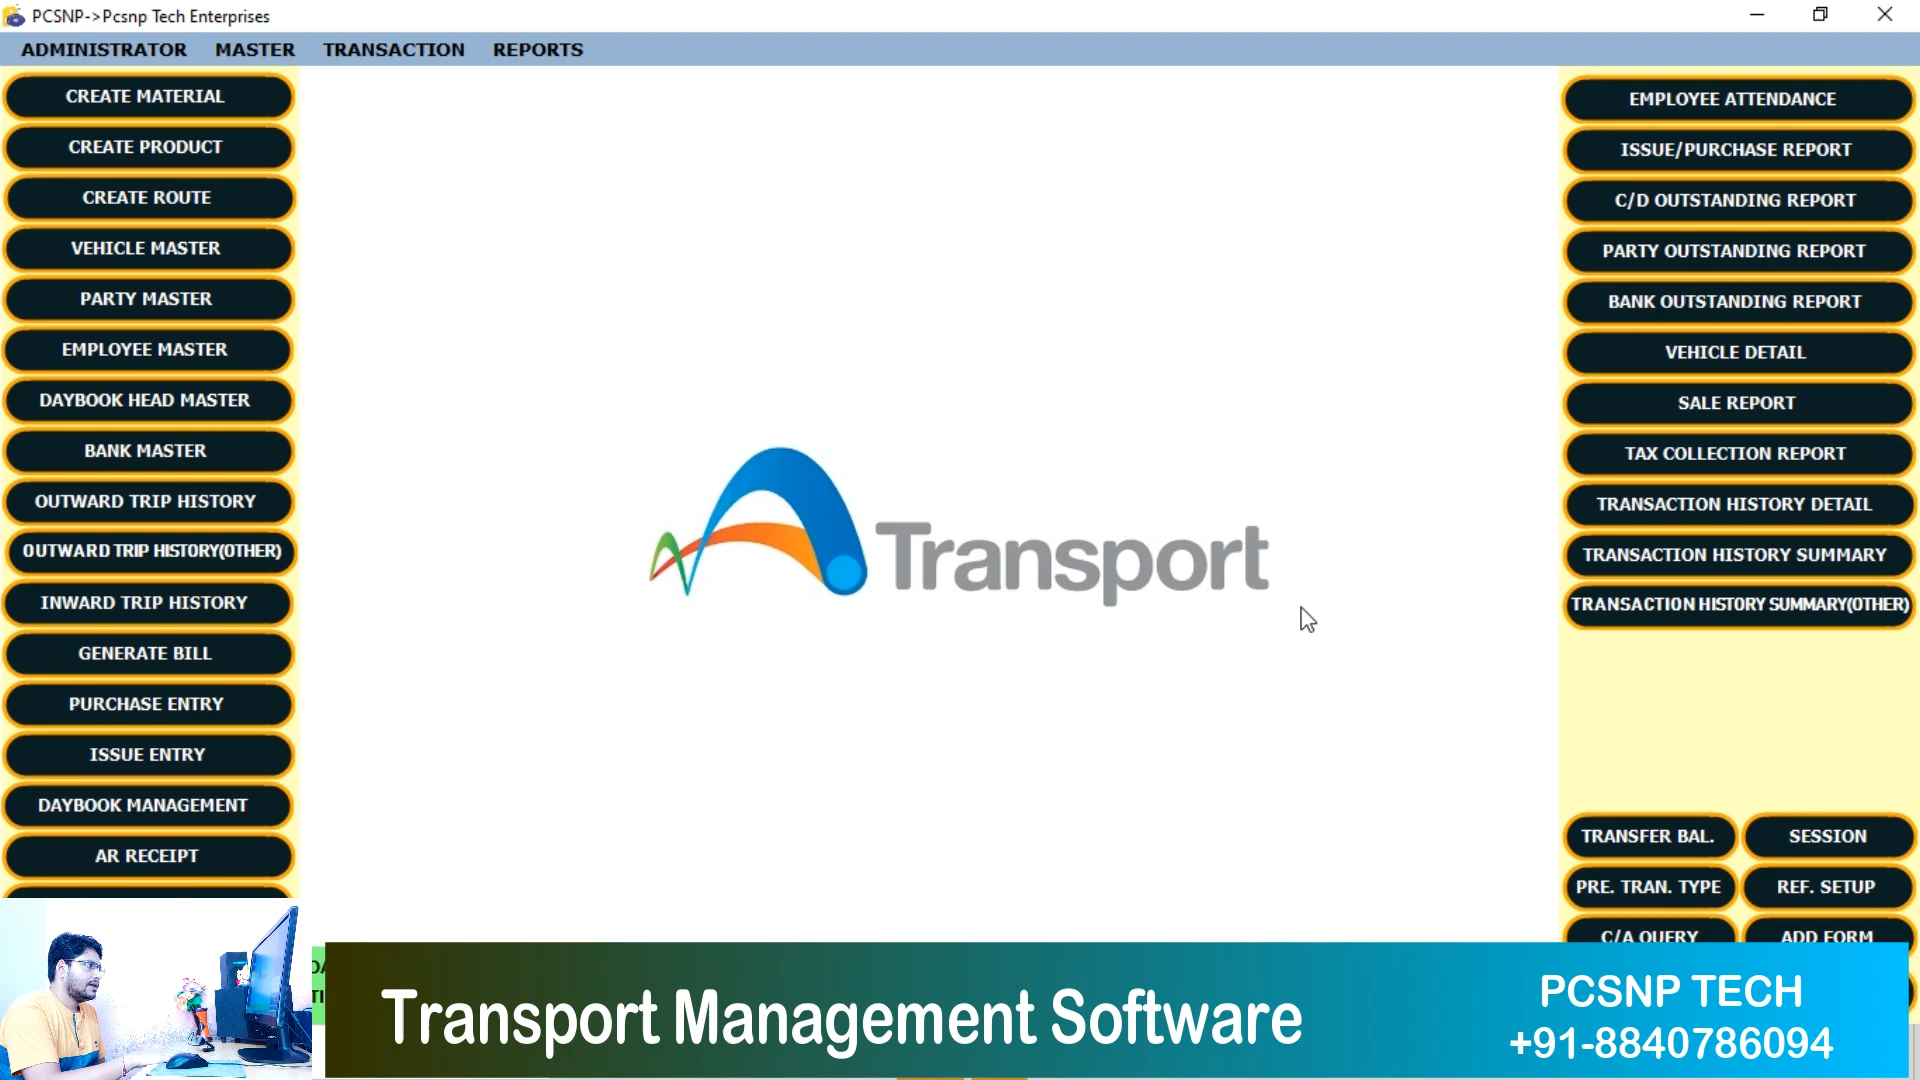 PCSNP->Pcsnp Tech Enterprises
ADMINISTRATOR MASTER TRANSACTION REPORTS
CREATE MATERIAL
CREATE PRODUCT
CREATE ROUTE
VEHICLE MASTER
PARTY MASTER
EMPLOYEE MASTER
DAYBOOK HEAD MASTER
BANK MASTER
OUTWARD TRIP HISTORY
OUTWARD TRIP HISTORY(OTHER)
INWARD TRIP HISTORY
GENERATE BILL
PURCHASE ENTRY
ISSUE ENTRY
DAYBOOK MANAGEMENT
AR RECEIPT
Transport
EMPLOYEE ATTENDANCE
ISSUE/PURCHASE REPORT
C/D OUTSTANDING REPORT
PARTY OUTSTANDING REPORT
BANK OUTSTANDING REPORT
VEHICLE DETAIL
SALE REPORT
TAX COLLECTION REPORT
TRANSACTION HISTORY DETAIL
TRANSACTION HISTORY SUMMARY
TRANSACTION HISTORY SUMMARY(OTHER)
TRANSFER BAL. SESSION
PRE. TRAN. TYPE REF. SETUP
C/A QUERY ADD FORM
Transport Management Software
PCSNP TECH
+91-8840786094